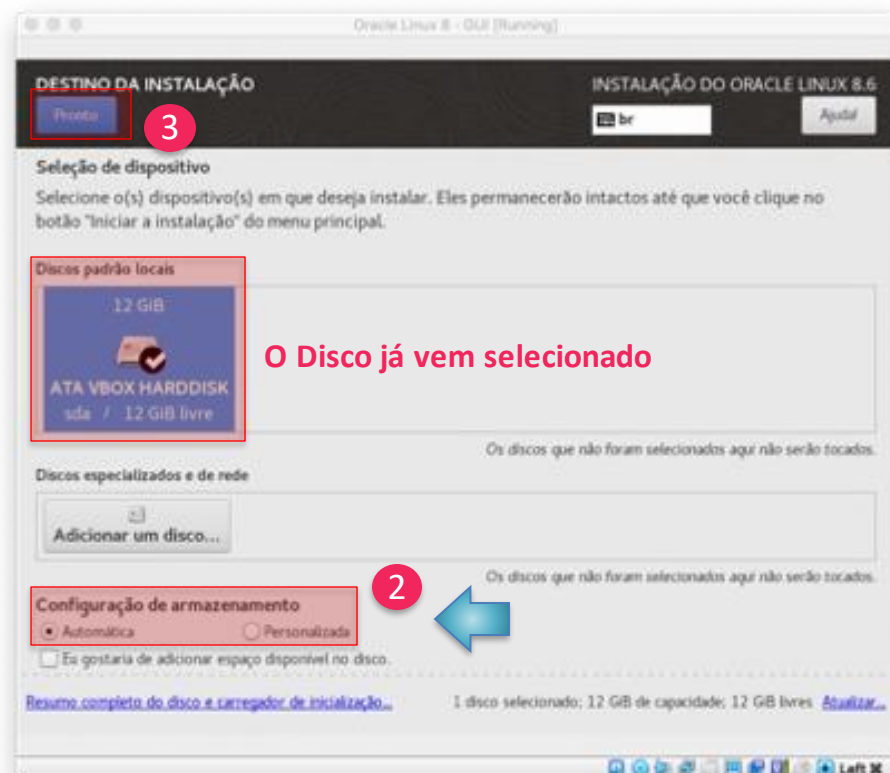 Oracle Linux 8 - GUI [Running]
DESTINO DA INSTALAÇÃO
INSTALAÇÃO DO ORACLE LINUX 8.6
Pronto
3
br
Ajuda!
Seleção de dispositivo
Selecione o(s) dispositivo(s) em que deseja instalar. Eles permanecerão intactos até que você clique no
botão "Iniciar a instalação" do menu principal.
Discos padrão locais
12 GiB
ATA VBOX HARDDISK
sda / 12 GiB livre
O Disco já vem selecionado
Os discos que não foram selecionados aqui não serão tocados.
Discos especializados e de rede
Adicionar um disco...
Os discos que não foram selecionados aqui não serão tocados.
2
Configuração de armazenamento
Automática
Personalizada
Eu gostaria de adicionar espaço disponível no disco.
Resumo completo do disco e carregador de inicialização...
1 disco selecionado; 12 GiB de capacidade; 12 GiB livres
Atualizar...
Left ⌘